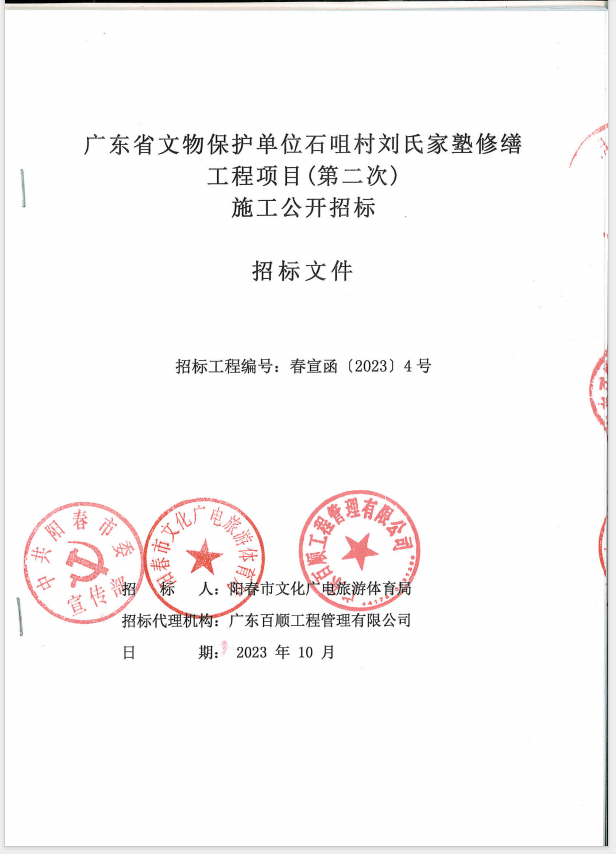 广东省文物保护单位石咀村刘氏家塾修缮
工程项目(第二次)
施工公开招标
招标文件
招标工程编号：春宣函〔2023〕4号
中共阳春市委
宣传部
阳春市文化广电旅游体育局
广东百顺工程管理有限公司
招 标 人：阳春市文化广电旅游体育局
招标代理机构：广东百顺工程管理有限公司
日 期：2023 年 10 月